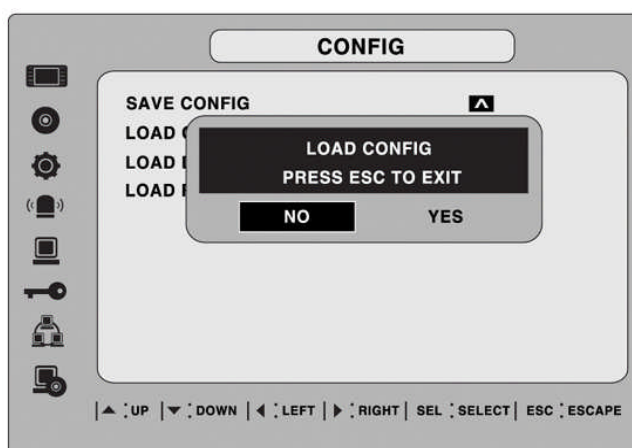 CONFIG
SAVE CONFIG
LOAD
LOAD
LOAD
LOAD CONFIG
PRESS ESC TO EXIT
NO YES
▲ : UP | ▼ : DOWN | ◀ : LEFT | ▶ : RIGHT | SEL : SELECT | ESC : ESCAPE